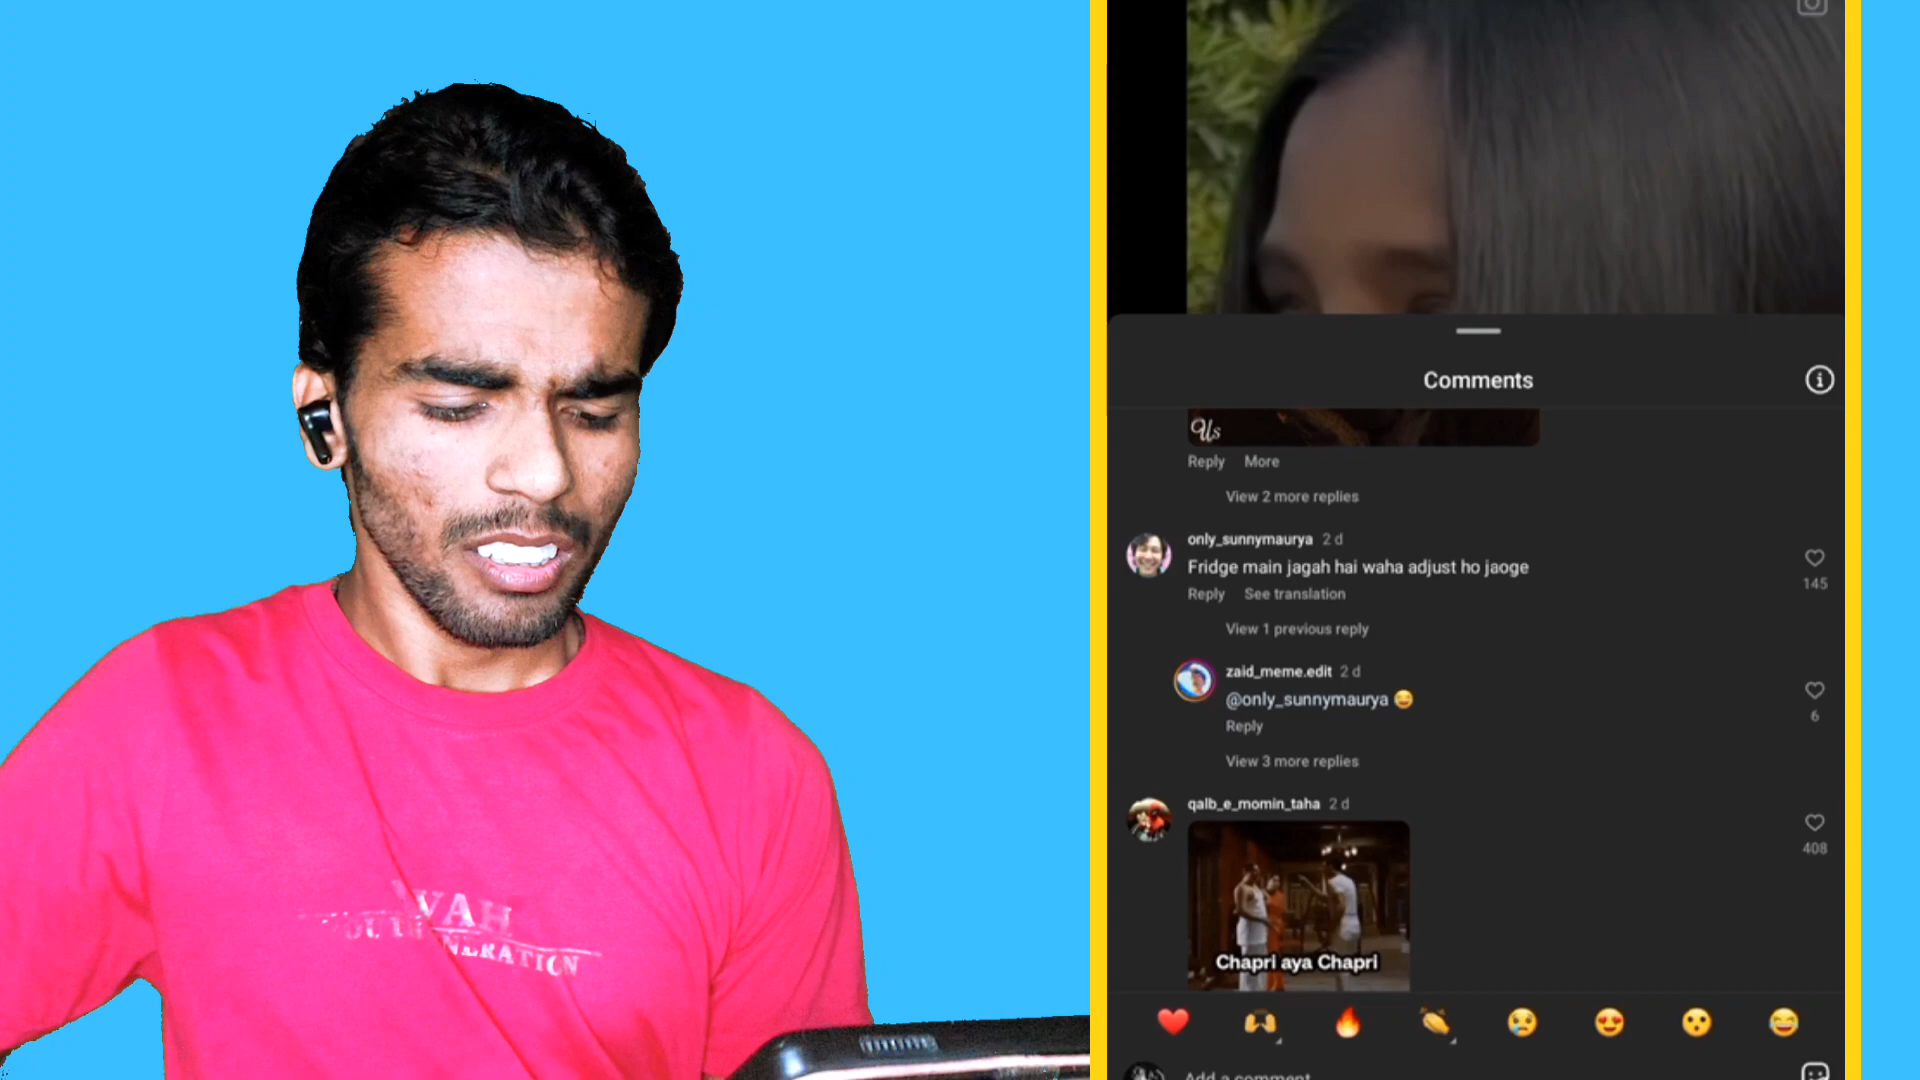 Comments
Us
Reply More
View 2 more replies
only_sunnymaurya 2 d
Fridge main jagah hai waha adjust ho jaoge
145
Reply See translation
View 1 previous reply
zaid_meme.edit 2 d
@only_sunnymaurya 😂
6
Reply
View 3 more replies
qalb_e_momin_taha 2 d
408
Chapri aya Chapri
Add a comment
VAH
NERATION